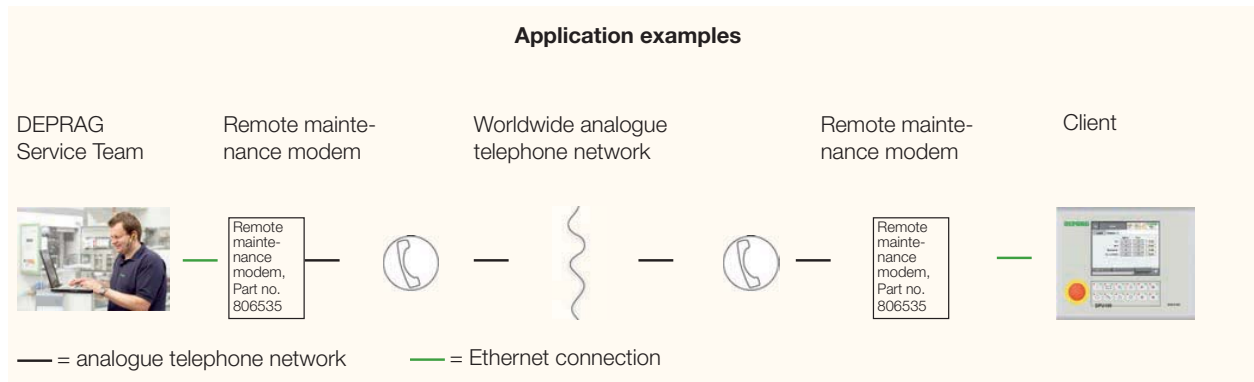 Application examples
DEPRAG
Service Team
Remote mainte-
nance modem
Worldwide analogue
telephone network
Remote mainte-
nance modem
Client
Remote
mainte-
nance
modem,
Part no.
806535
Remote
mainte-
nance
modem,
Part no.
806535
DEPRAG
= analogue telephone network
= Ethernet connection